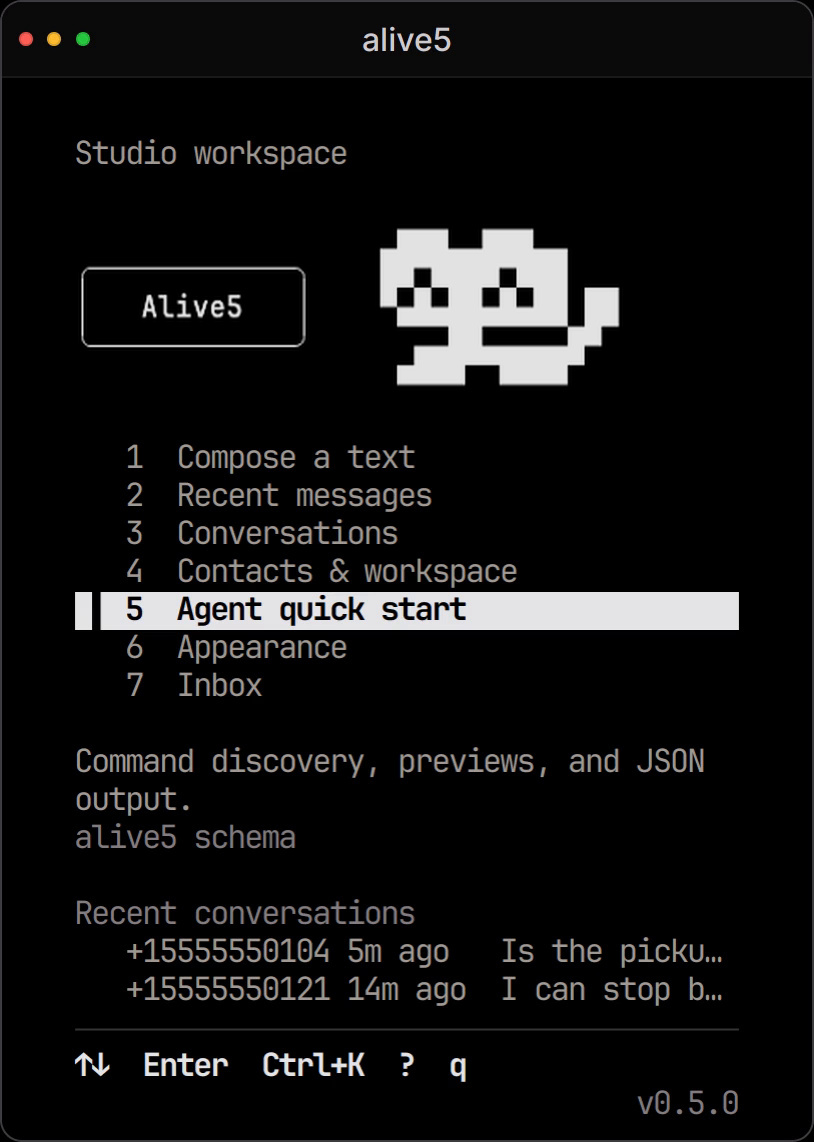 alive5
Studio workspace
Alive5
1 Compose a text
2 Recent messages
3 Conversations
4 Contacts & workspace
5 Agent quick start
6 Appearance
7 Inbox
Command discovery, previews, and JSON
output.
alive5 schema
Recent conversations
+15555550104 5m ago Is the picku…
+15555550121 14m ago I can stop b…
↑↓ Enter Ctrl+K ? q
v0.5.0